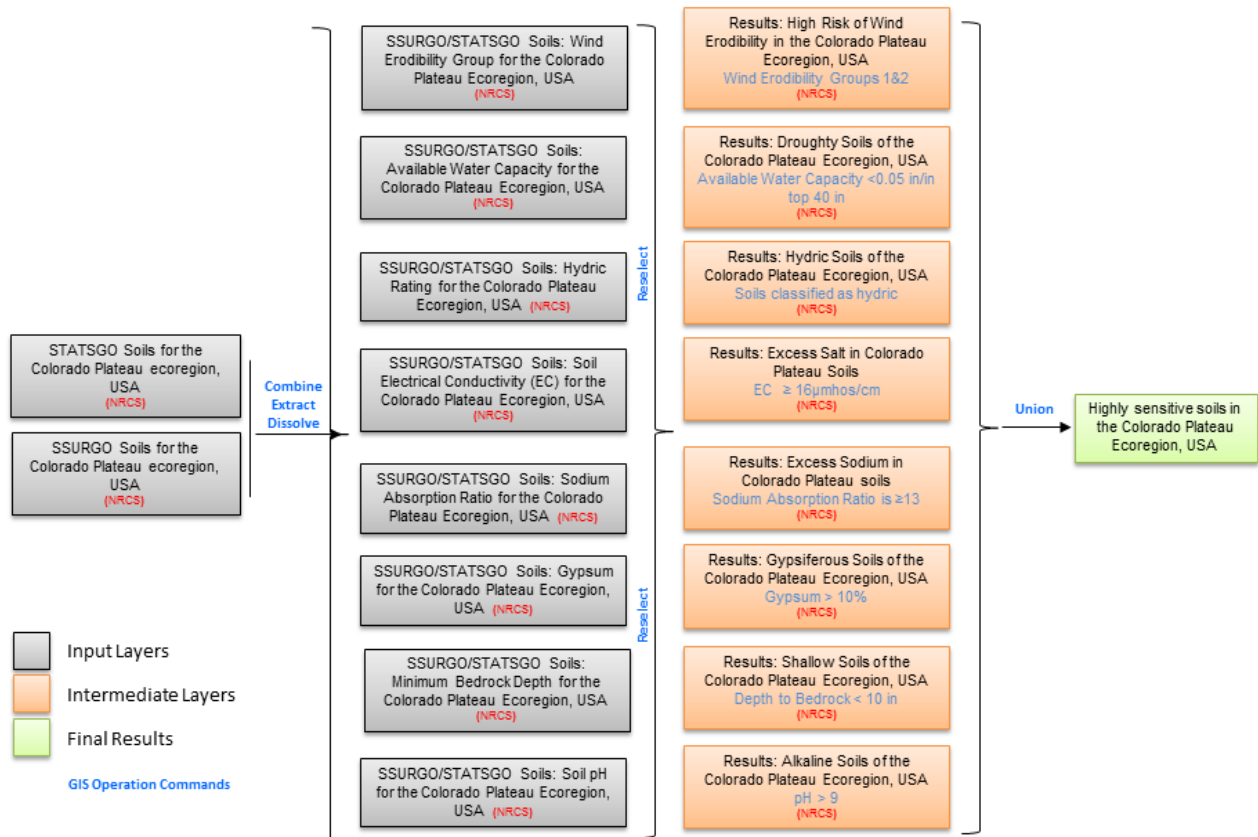 STATSGO Soils for the
Colorado Plateau ecoregion,
USA
(NRCS)
SSURGO Soils for the
Colorado Plateau ecoregion,
USA
(NRCS)
Combine
Extract
Dissolve
SSURGO/STATSGO Soils: Wind
Erodibility Group for the Colorado
Plateau Ecoregion, USA
(NRCS)
SSURGO/STATSGO Soils:
Available Water Capacity for the
Colorado Plateau Ecoregion, USA
(NRCS)
SSURGO/STATSGO Soils: Hydric
Rating for the Colorado Plateau
Ecoregion, USA (NRCS)
SSURGO/STATSGO Soils: Soil
Electrical Conductivity (EC) for the
Colorado Plateau Ecoregion, USA
(NRCS)
SSURGO/STATSGO Soils: Sodium
Absorption Ratio for the Colorado
Plateau Ecoregion, USA (NRCS)
SSURGO/STATSGO Soils: Gypsum
for the Colorado Plateau Ecoregion,
USA (NRCS)
SSURGO/STATSGO Soils:
Minimum Bedrock Depth for the
Colorado Plateau Ecoregion, USA
(NRCS)
SSURGO/STATSGO Soils: Soil pH
for the Colorado Plateau Ecoregion,
USA (NRCS)
Reselect
Reselect
Results: High Risk of Wind
Erodibility in the Colorado Plateau
Ecoregion, USA
Wind Erodibility Groups 1&2
(NRCS)
Results: Droughty Soils of the
Colorado Plateau Ecoregion, USA
Available Water Capacity <0.05 in/in
top 40 in
(NRCS)
Results: Hydric Soils of the
Colorado Plateau Ecoregion, USA
Soils classified as hydric
(NRCS)
Results: Excess Salt in Colorado
Plateau Soils
EC ≥ 16µmhos/cm
(NRCS)
Results: Excess Sodium in
Colorado Plateau soils
Sodium Absorption Ratio is ≥13
(NRCS)
Results: Gypsiferous Soils of the
Colorado Plateau Ecoregion, USA
Gypsum > 10%
(NRCS)
Results: Shallow Soils of the
Colorado Plateau Ecoregion, USA
Depth to Bedrock < 10 in
(NRCS)
Results: Alkaline Soils of the
Colorado Plateau Ecoregion, USA
pH > 9
(NRCS)
Union
Highly sensitive soils in
the Colorado Plateau
Ecoregion, USA
Input Layers
Intermediate Layers
Final Results
GIS Operation Commands